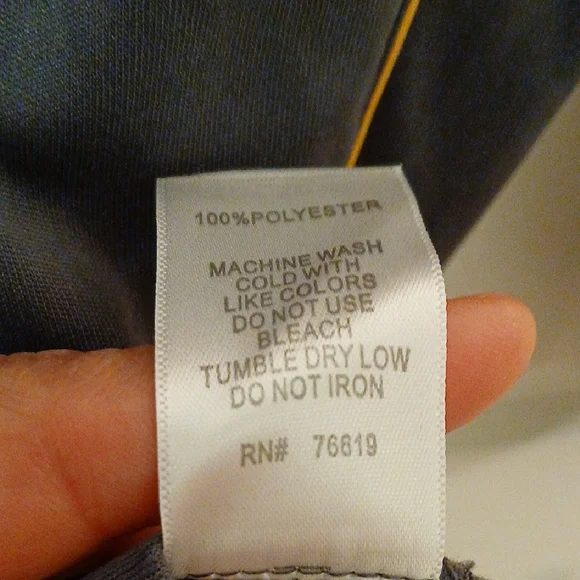 100%POLYESTER
MACHINE WASH
COLD WITH
LIKE COLORS
DO NOT USE
BLEACH
TUMBLE DRY LOW
DO NOT IRON
RN# 76619